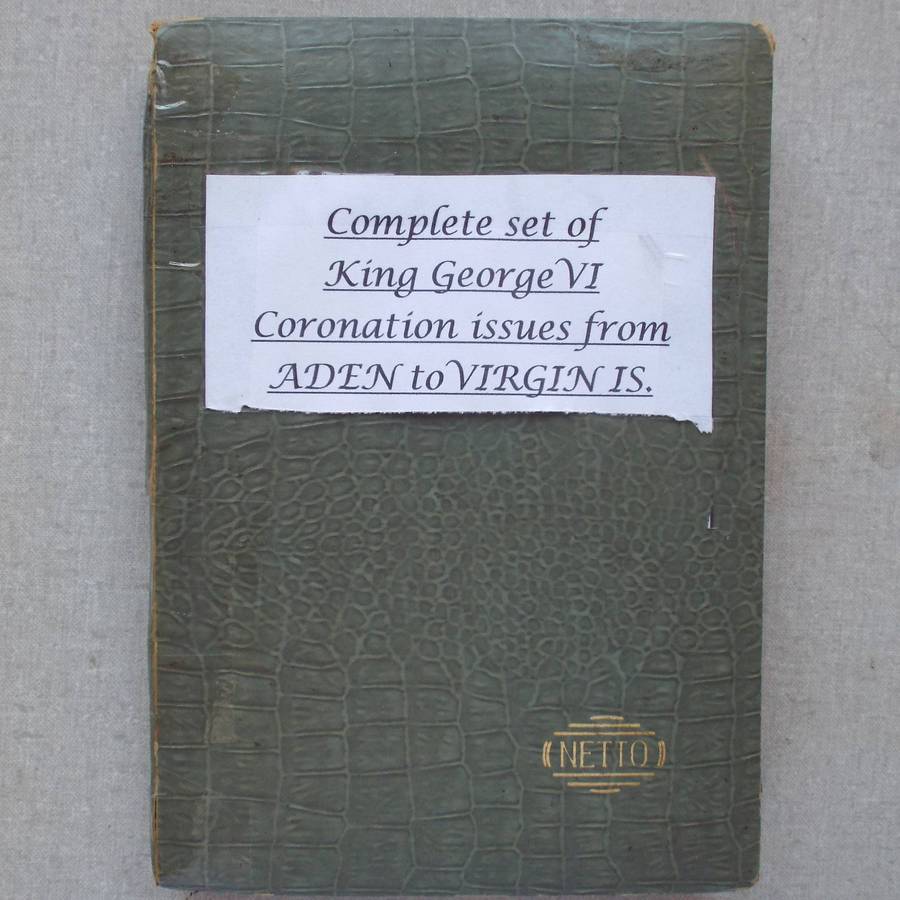 Complete set of
King George VI
Coronation issues from
ADEN to VIRGIN IS.
NETTO